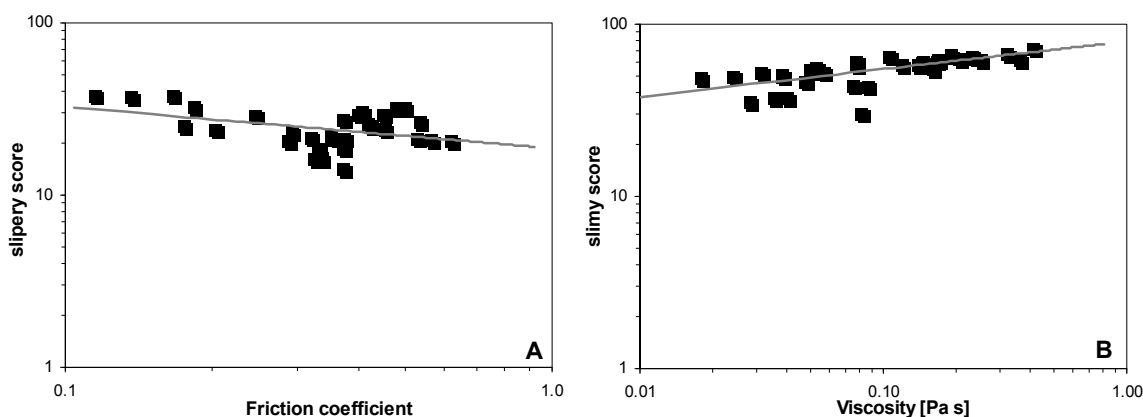 100
10
1
slipery score
0.1
1.0
Friction coefficient
A
100
10
1
slimy score
0.01
0.10
1.00
Viscosity [Pa s]
B